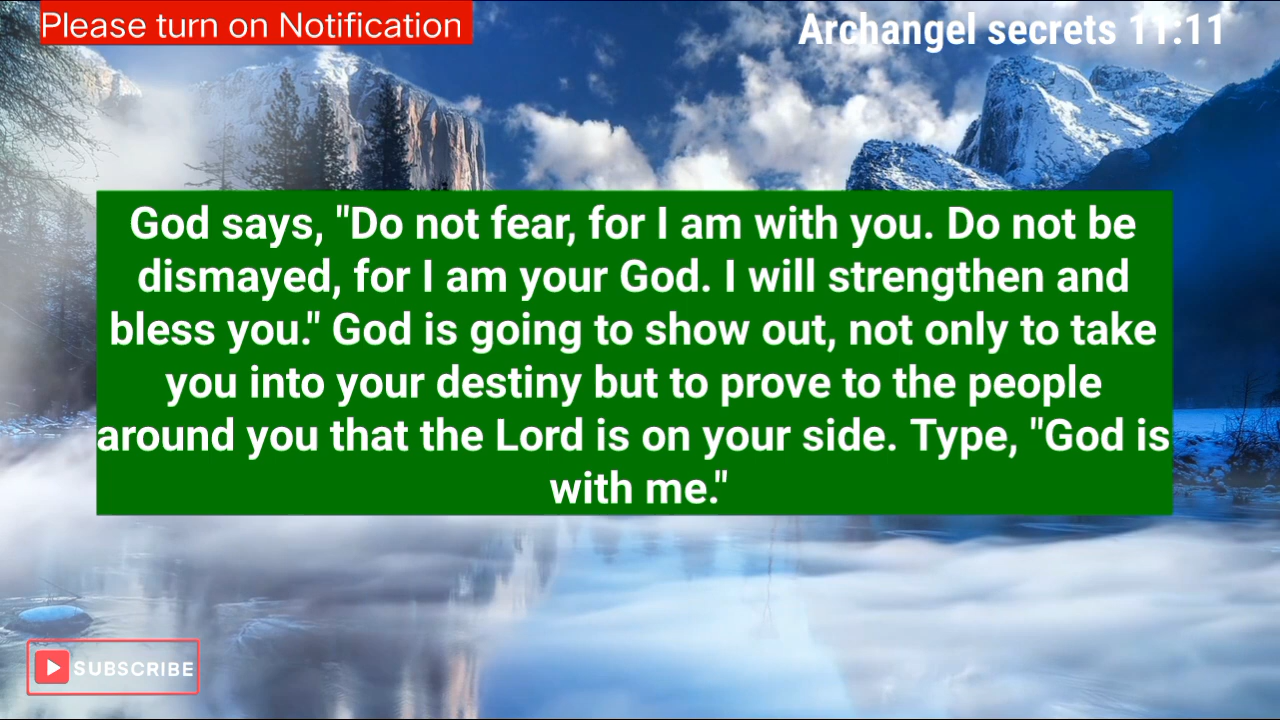 Please turn on Notification
Archangel secrets 11:11
God says, "Do not fear, for I am with you. Do not be
dismayed, for I am your God. I will strengthen and
bless you." God is going to show out, not only to take
you into your destiny but to prove to the people
around you that the Lord is on your side. Type, "God is
with me."
SUBSCRIBE